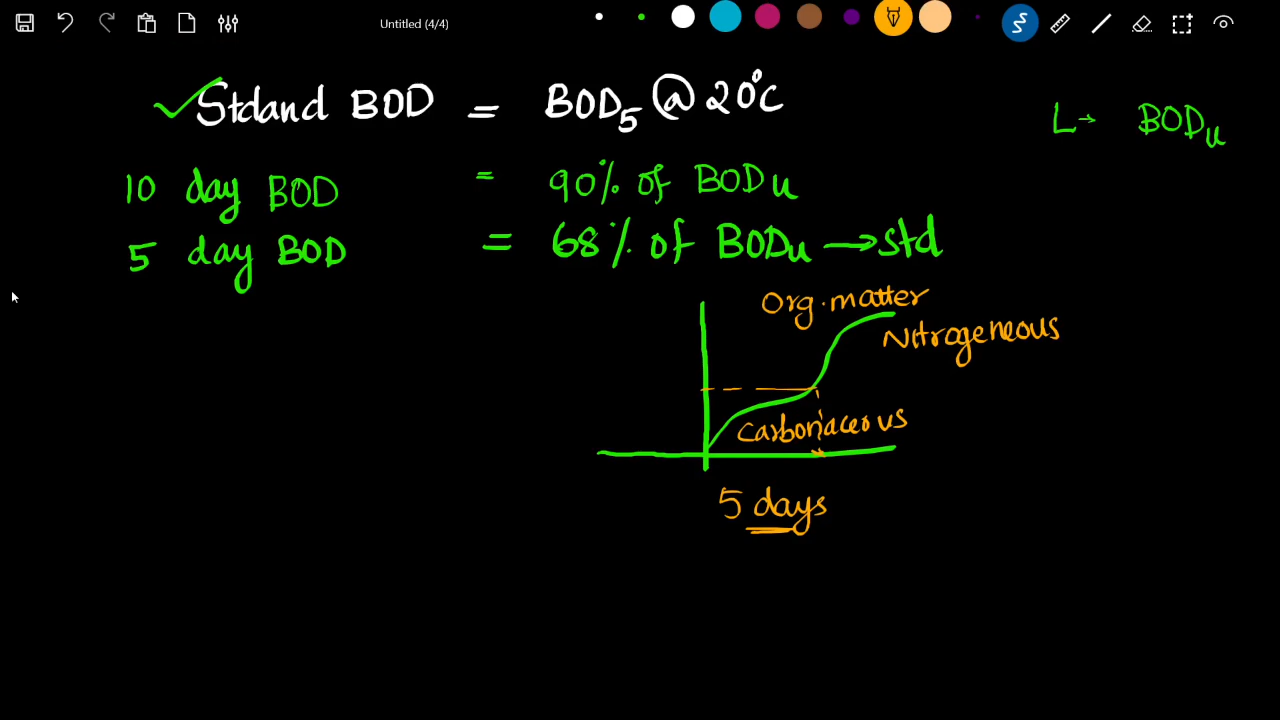 Untitled (4/4)
Stdand BOD = BOD5 @ 20°C
L → BODu
10 day BOD = 90% of BODu
5 day BOD = 68% of BODu → std
Org. matter
Nitrogeneous
Carbonaceous
5 days